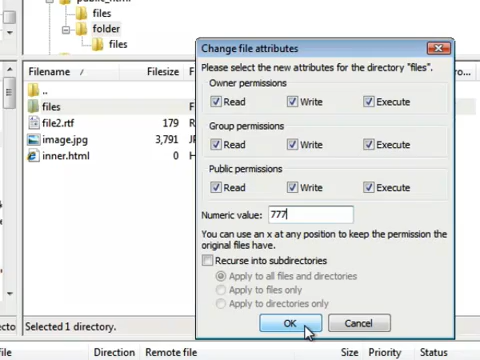 public_html
files
folder
files
Filename / Filesize
..
files
file2.rtf 179
image.jpg 3,791
inner.html 0
Selected 1 directory.
Direction Remote file Size Priority Status
Change file attributes
Please select the new attributes for the directory "files".
Owner permissions
Read Write Execute
Group permissions
Read Write Execute
Public permissions
Read Write Execute
Numeric value: 777
You can use an x at any position to keep the permission the
original files have.
Recurse into subdirectories
Apply to all files and directories
Apply to files only
Apply to directories only
OK Cancel